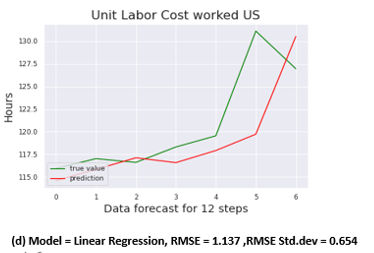 Unit Labor Cost worked US
Hours
130.0
127.5
125.0
122.5
120.0
117.5
115.0
true value
prediction
0 1 2 3 4 5 6
Data forecast for 12 steps
(d) Model = Linear Regression, RMSE = 1.137 ,RMSE Std.dev = 0.654